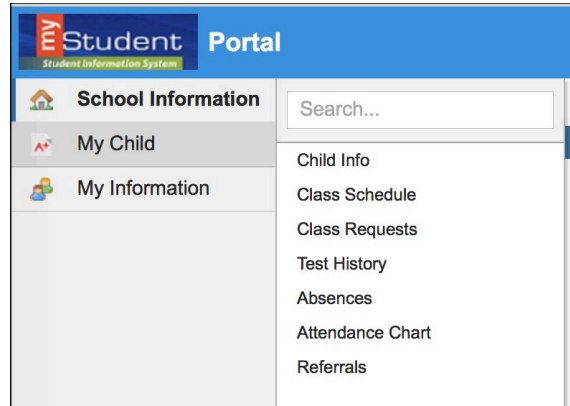 my
Student
Student Information System
Portal
School Information
A+
My Child
My Information
Search...
Child Info
Class Schedule
Class Requests
Test History
Absences
Attendance Chart
Referrals